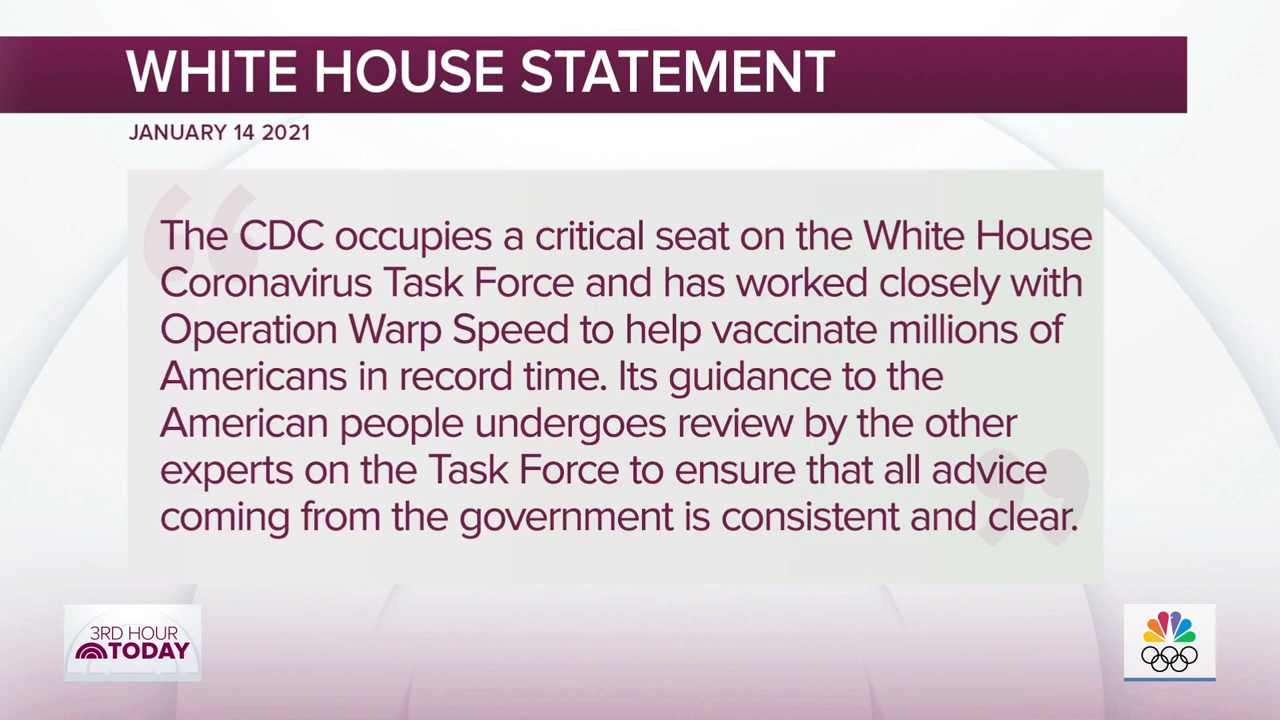 WHITE HOUSE STATEMENT
JANUARY 14 2021
“
The CDC occupies a critical seat on the White House
Coronavirus Task Force and has worked closely with
Operation Warp Speed to help vaccinate millions of
Americans in record time. Its guidance to the
American people undergoes review by the other
experts on the Task Force to ensure that all advice
coming from the government is consistent and clear.
”
3RD HOUR
TODAY